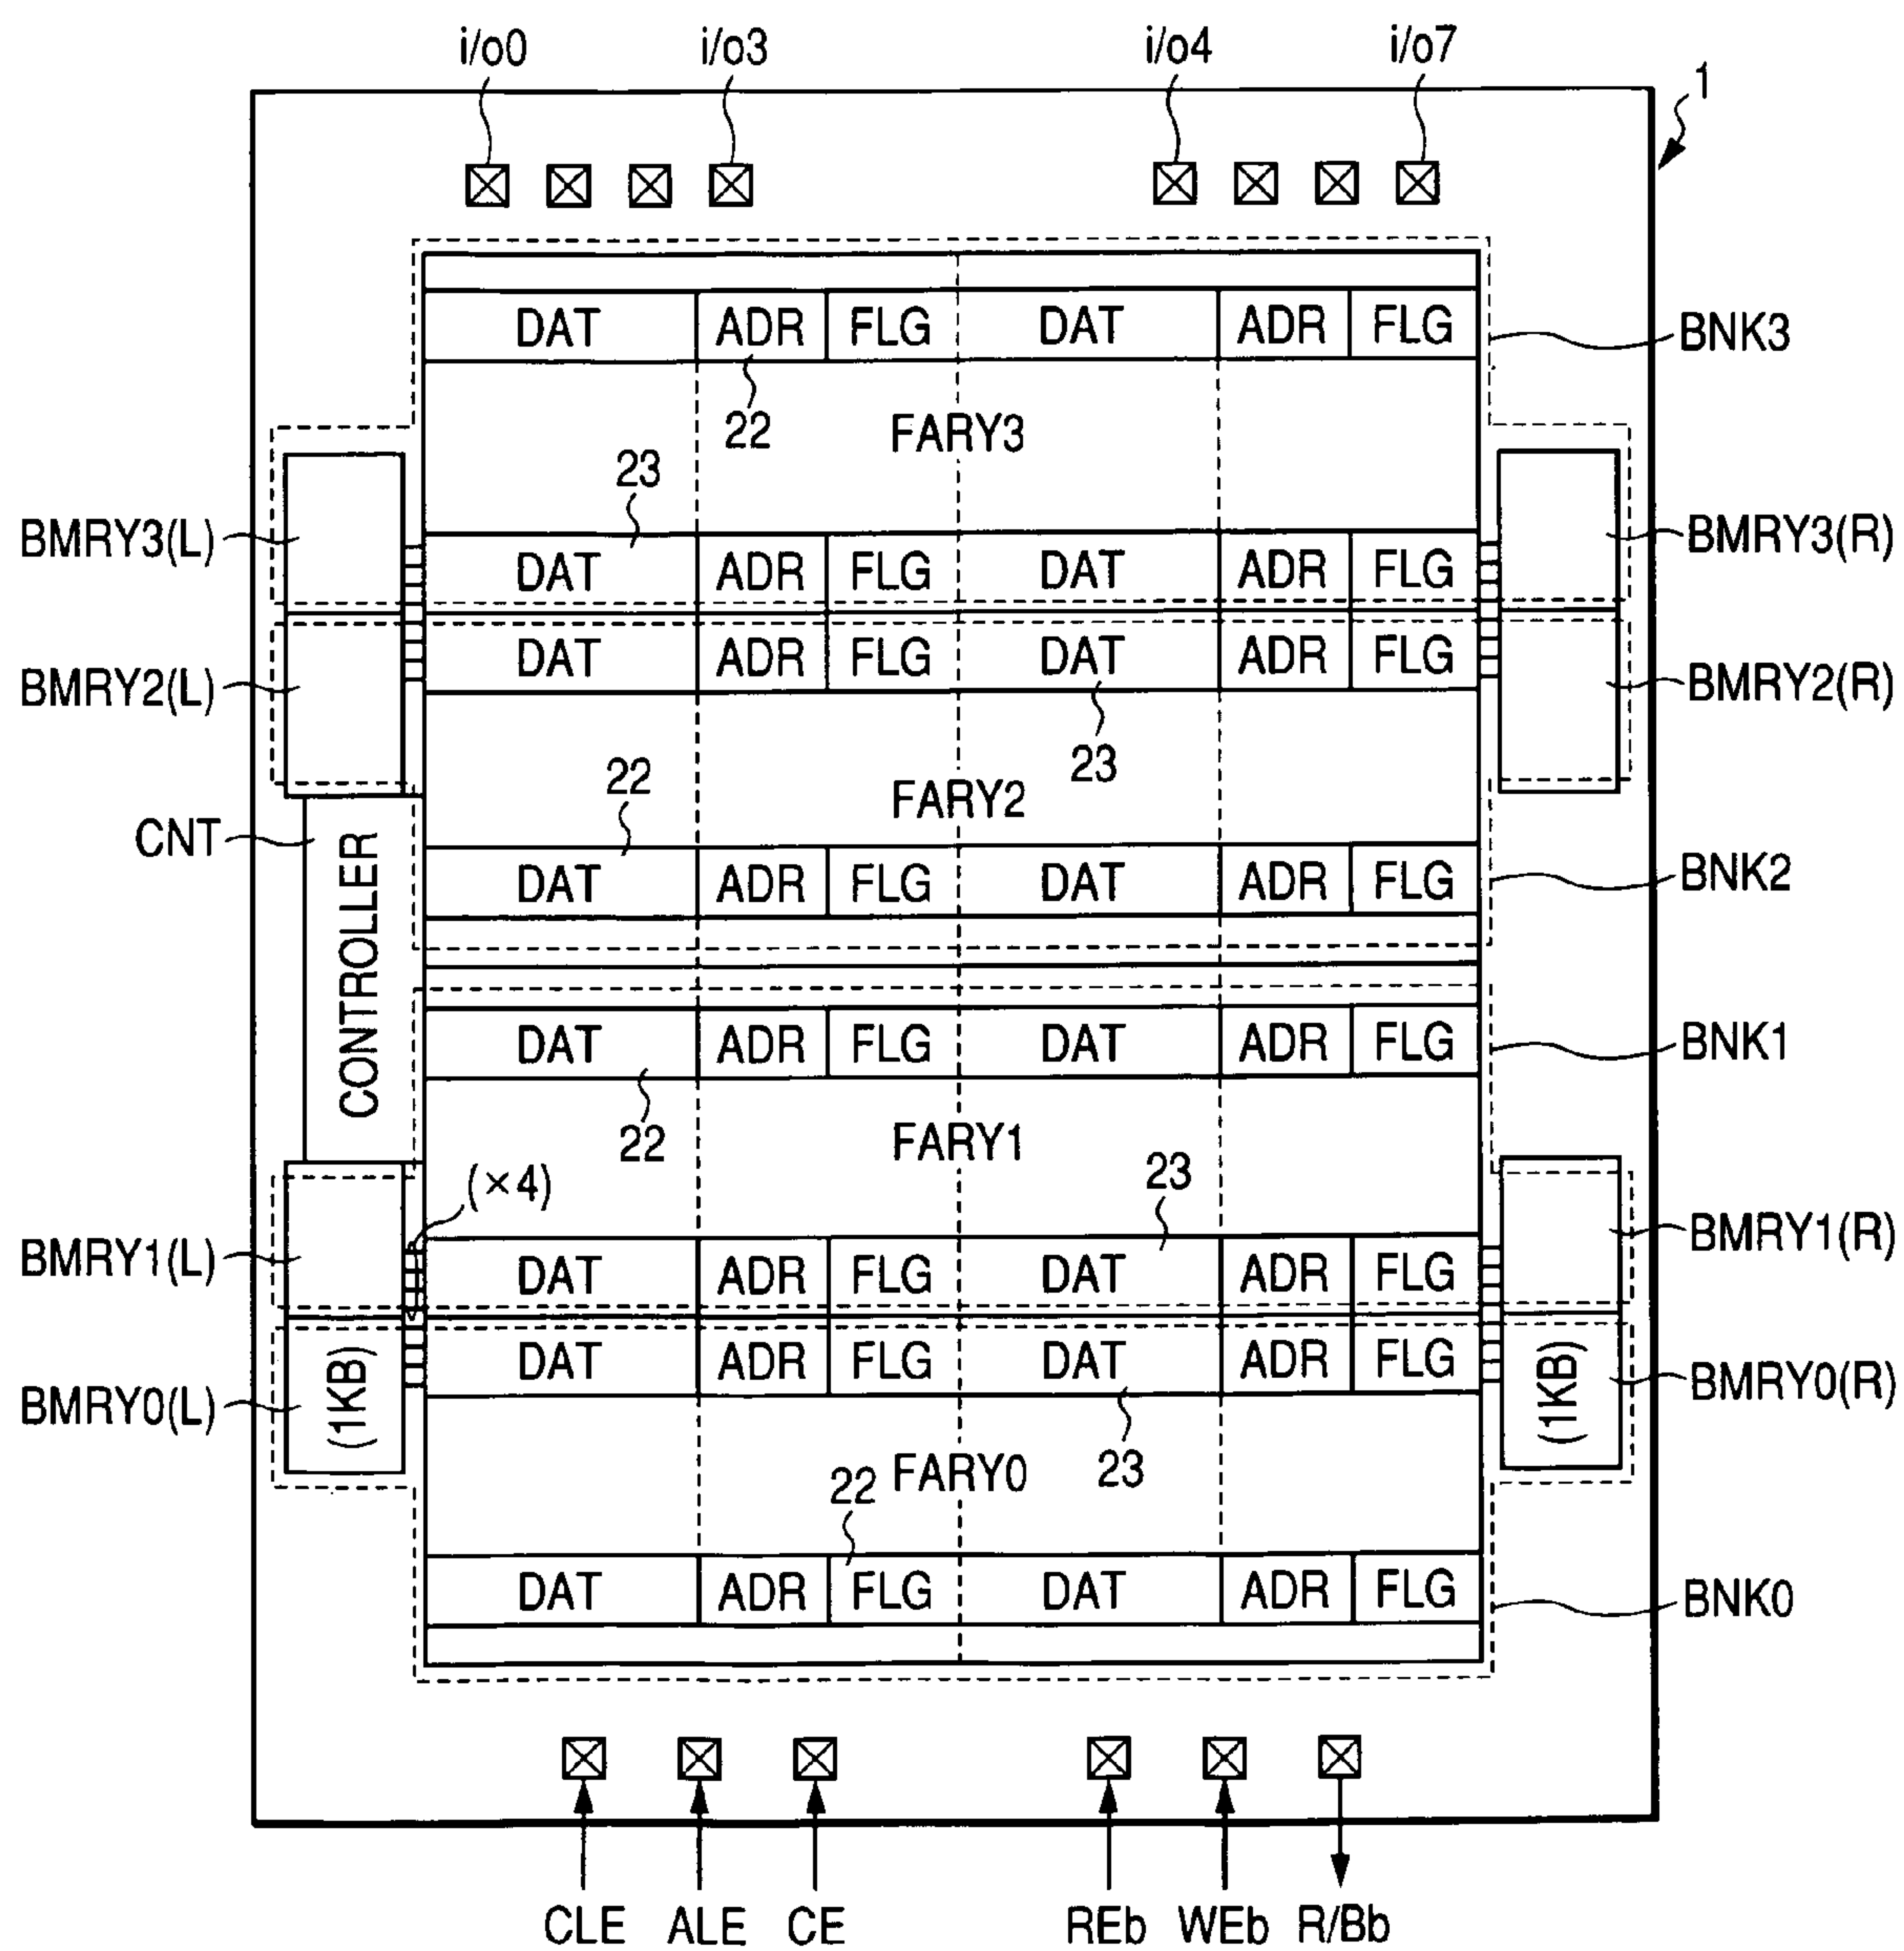 i/o0 i/o3 i/o4 i/o7
1
DAT ADR FLG DAT ADR FLG
BNK3
22
FARY3
23
BMRY3(L)
DAT ADR FLG DAT ADR FLG
BMRY3(R)
BMRY2(L)
DAT ADR FLG DAT ADR FLG
BMRY2(R)
23
22
FARY2
CNT
CONTROLLER
DAT ADR FLG DAT ADR FLG
BNK2
DAT ADR FLG DAT ADR FLG
BNK1
22
FARY1
(×4)
23
BMRY1(L)
DAT ADR FLG DAT ADR FLG
BMRY1(R)
BMRY0(L)
(1KB)
DAT ADR FLG DAT ADR FLG
(1KB)
BMRY0(R)
23
22
FARY0
DAT ADR FLG DAT ADR FLG
BNK0
CLE ALE CE REb WEb R/Bb